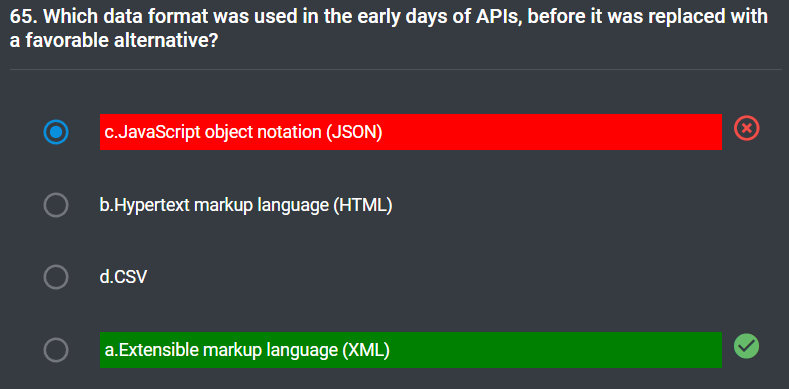 65. Which data format was used in the early days of APIs, before it was replaced with
a favorable alternative?
c.JavaScript object notation (JSON)
b.Hypertext markup language (HTML)
d.CSV
a.Extensible markup language (XML)